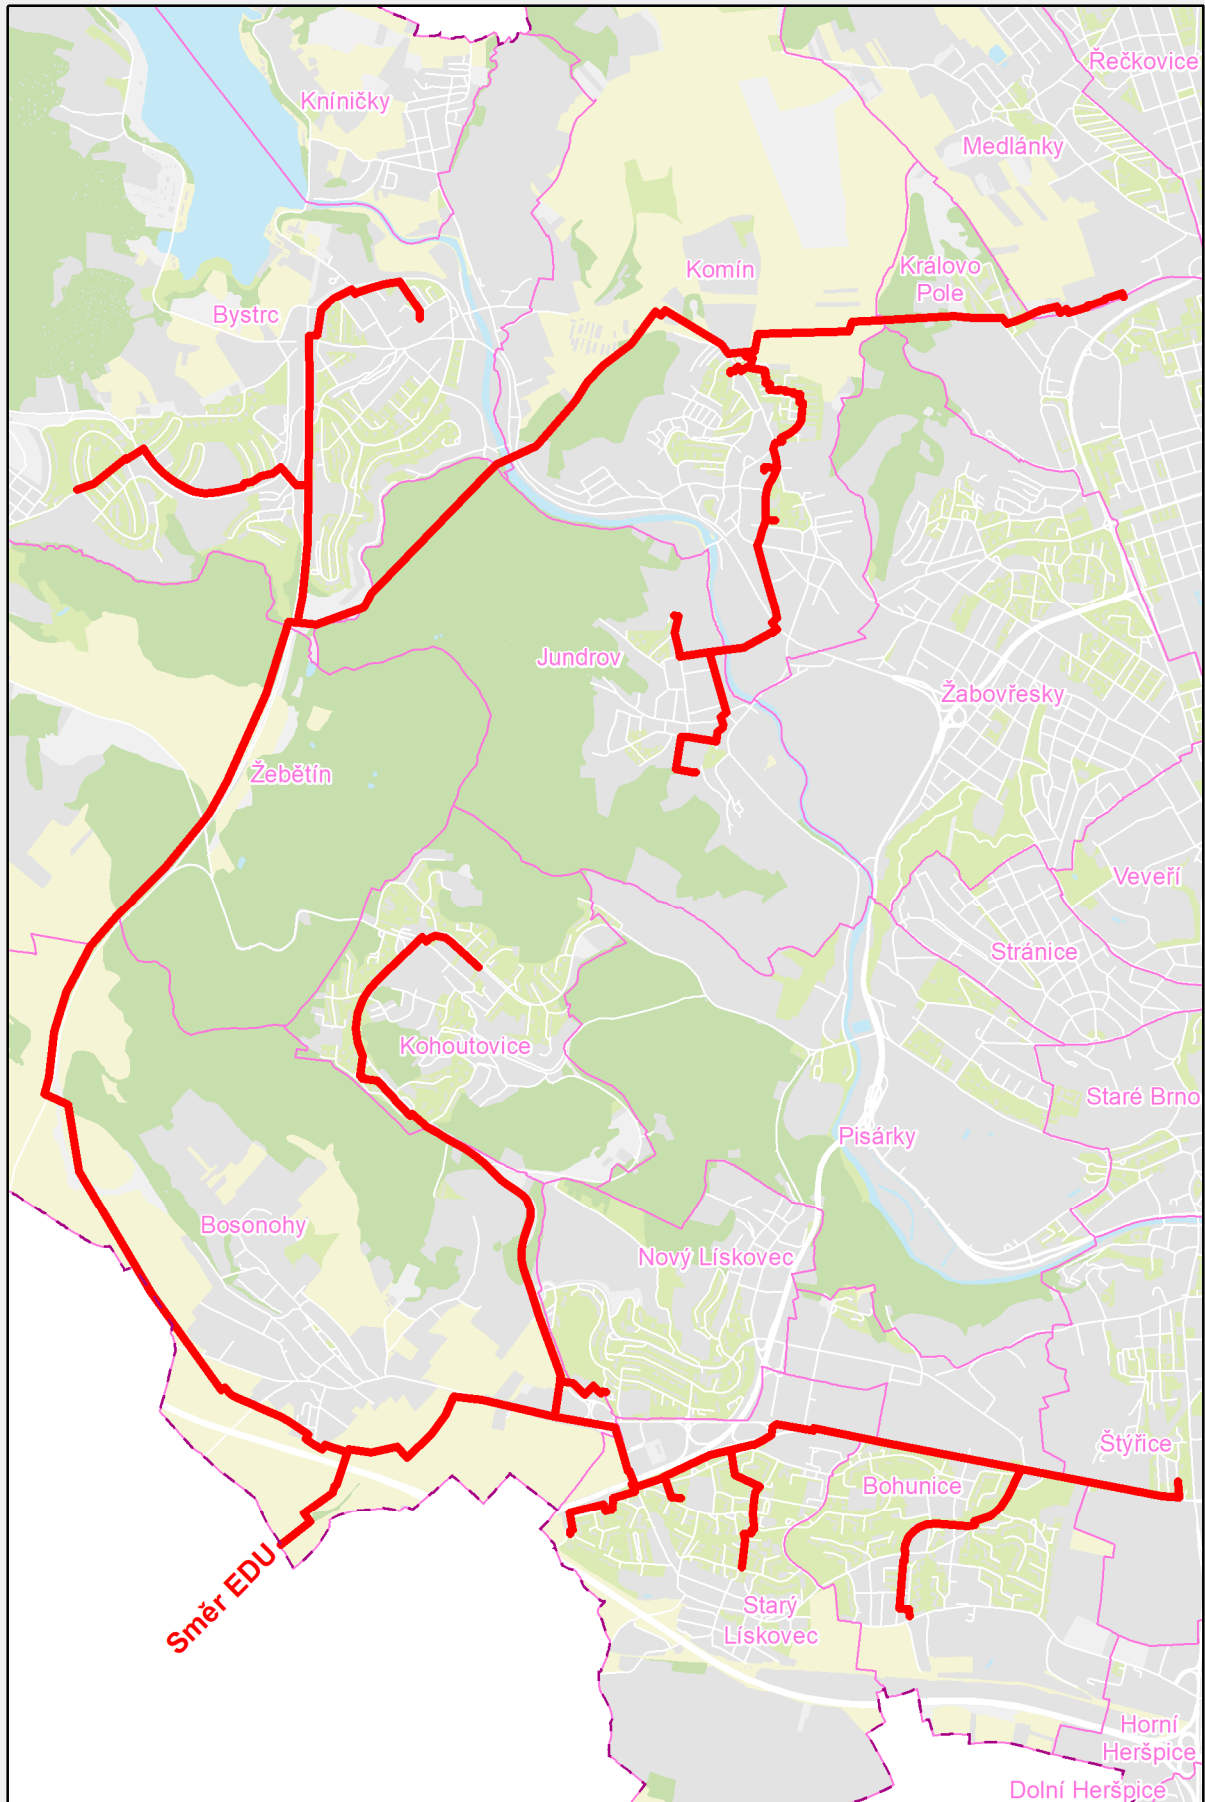 Řečkovice
Kníničky
Medlánky
Komín
Královo
Pole
Bystrc
Jundrov
Žabovřesky
Žebětín
Veveří
Stránice
Kohoutovice
Staré Brno
Pisárky
Bosonohy
Nový Lískovec
Štýřice
Bohunice
Směr EDU
Starý
Lískovec
Horní
Heršpice
Dolní Heršpice